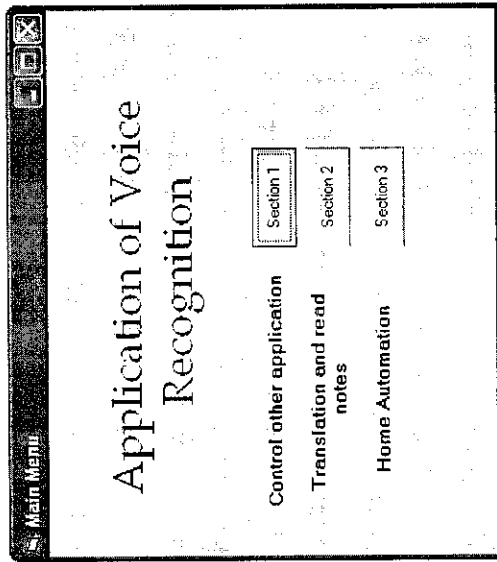 Main Menu
Application of Voice
Recognition
Control other application
Section 1
Translation and read
notes
Section 2
Home Automation
Section 3